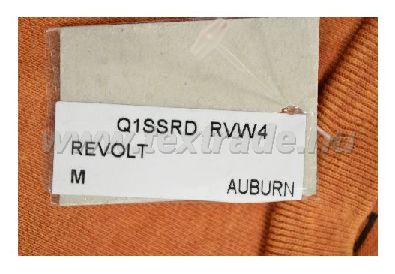 Q1SSRD RVW4
REVOLT
M AUBURN
www.textrade.hu